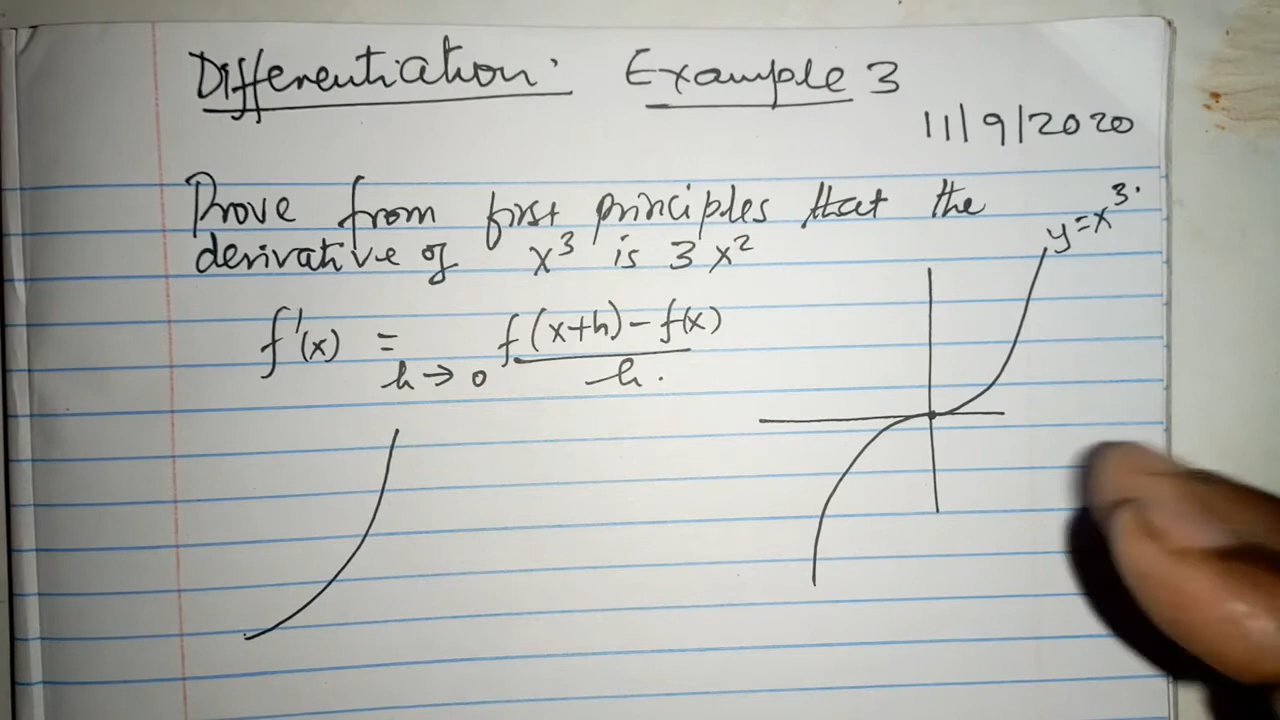 Differentiation. Example 3
11/9/2020
Prove from first principles that the
derivative of x³ is 3x²
y=x³.
f'(x) = f(x+h)-f(x)
h→0 h.